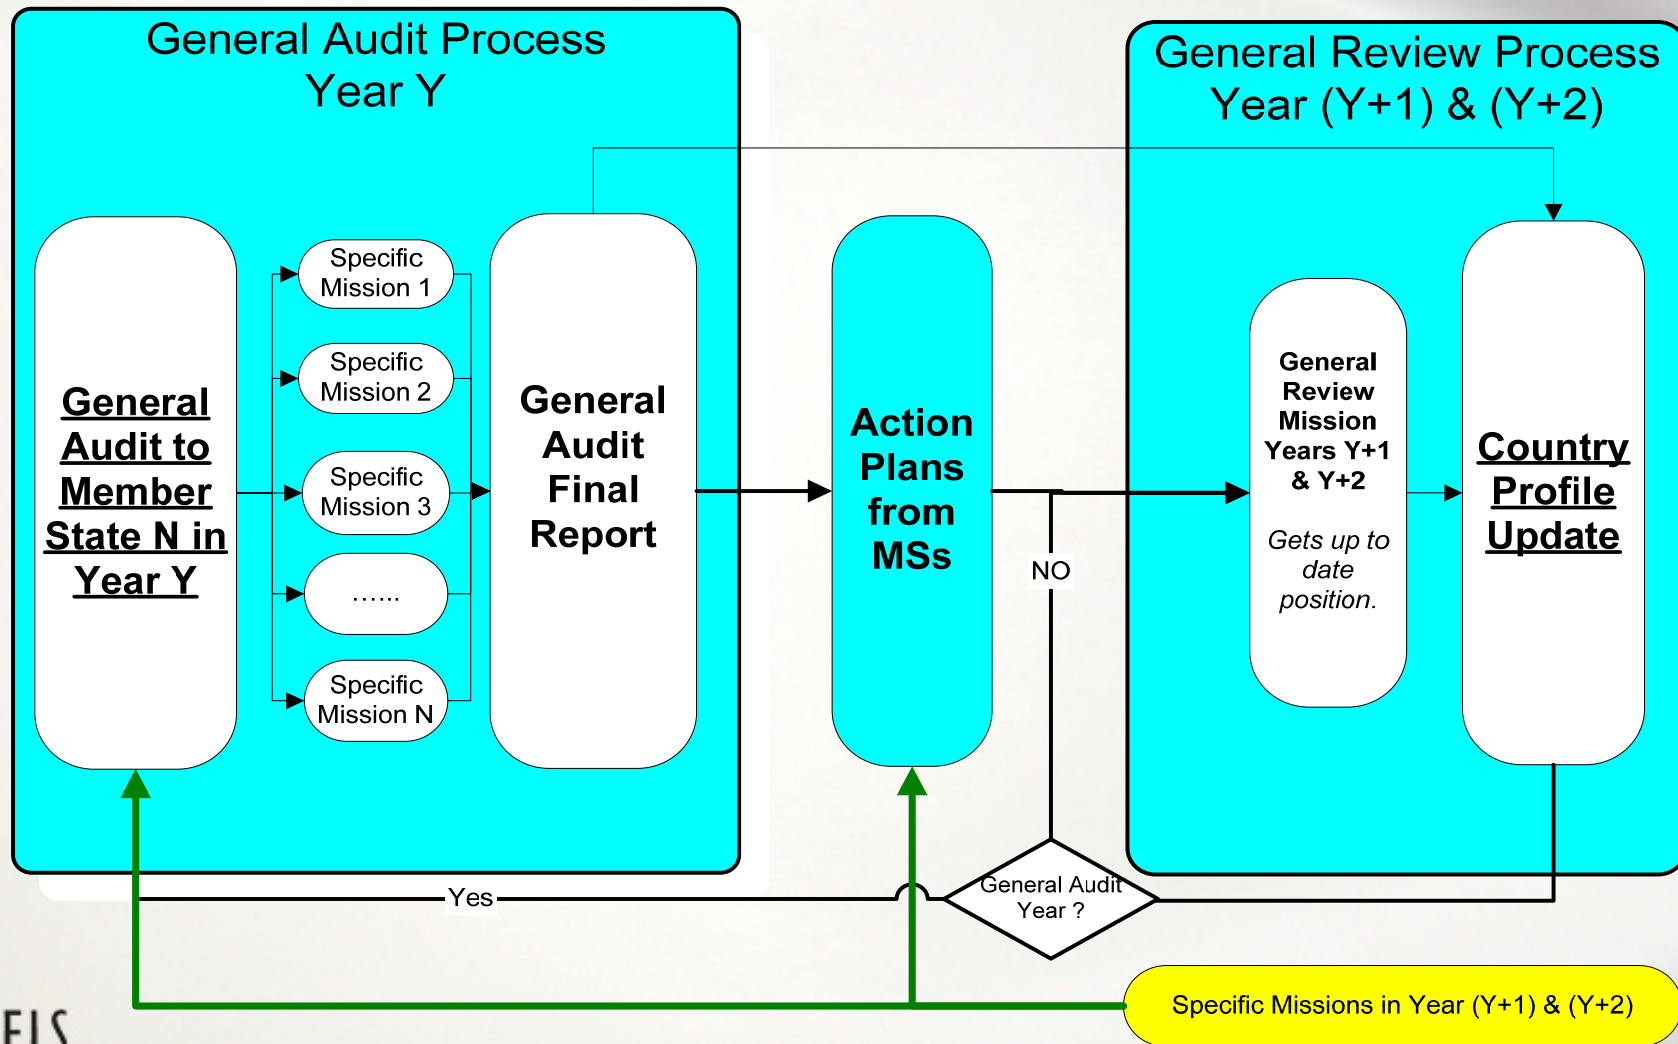 General Audit Process
Year Y
General Review Process
Year (Y+1) & (Y+2)
General
Audit to
Member
State N in
Year Y
Specific
Mission 1
Specific
Mission 2
Specific
Mission 3
......
Specific
Mission N
General
Audit
Final
Report
Action
Plans
from
MSs
NO
General
Review
Mission
Years Y+1
& Y+2
Gets up to
date
position.
Country
Profile
Update
Yes
General Audit
Year ?
Specific Missions in Year (Y+1) & (Y+2)